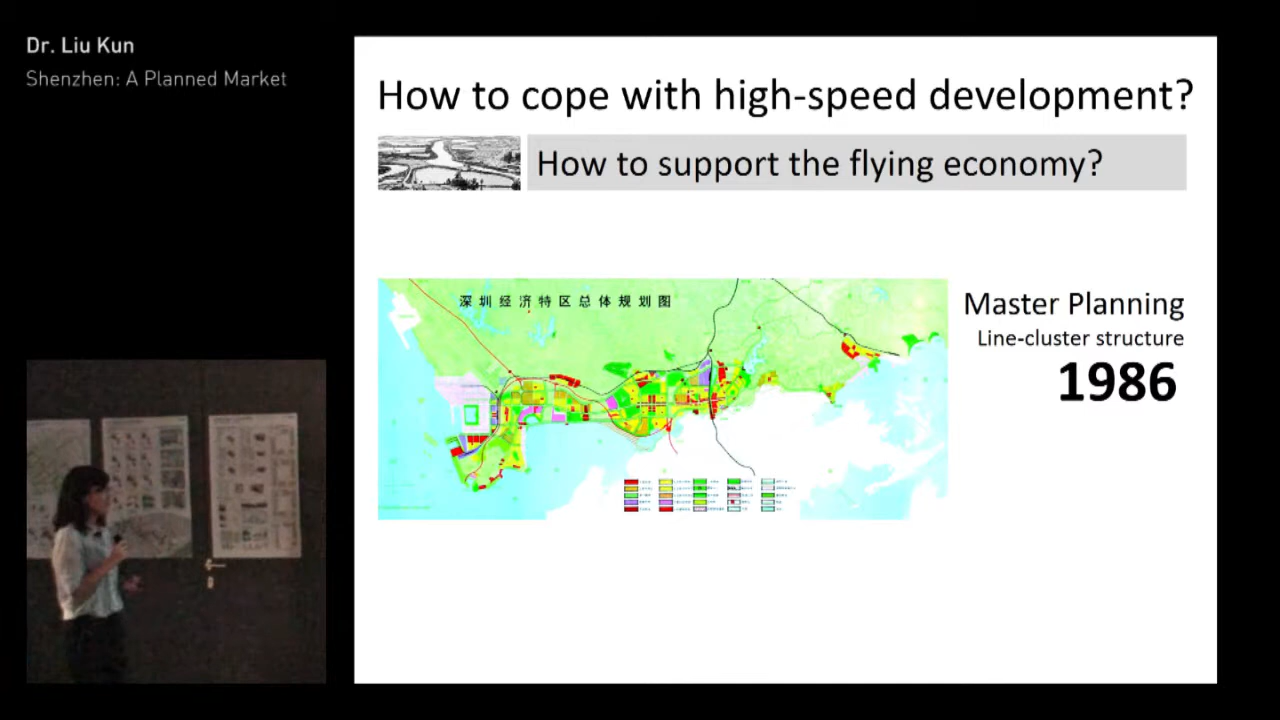 Dr. Liu Kun
Shenzhen: A Planned Market
How to cope with high-speed development?
How to support the flying economy?
深圳经济特区总体规划图
Master Planning
Line-cluster structure
1986